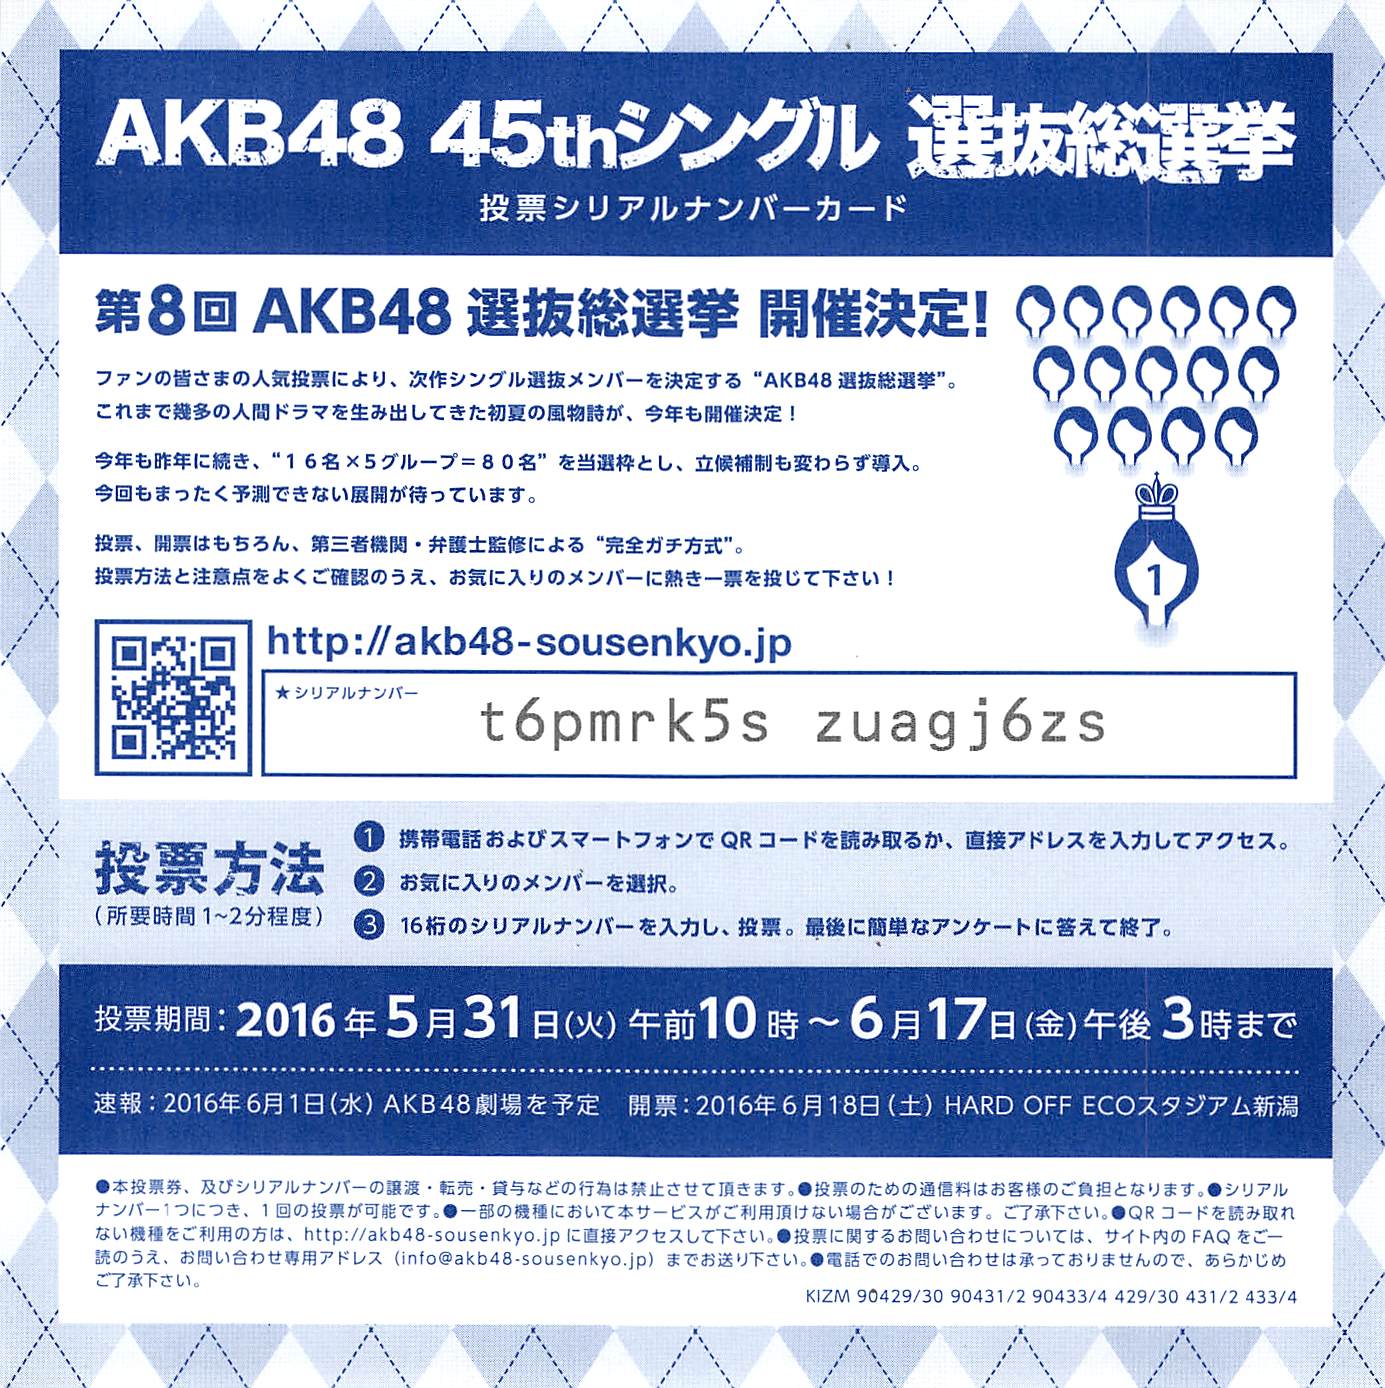 AKB48 45thシングル 選抜総選挙
投票シリアルナンバーカード
第8回 AKB48 選抜総選挙 開催決定!
ファンの皆さまの人気投票により、次作シングル選抜メンバーを決定する“AKB48 選抜総選挙”。
これまで幾多の人間ドラマを生み出してきた初夏の風物詩が、今年も開催決定！
今年も昨年に続き、“１６名×５グループ＝８０名”を当選枠とし、立候補制も変わらず導入。
今回もまったく予測できない展開が待っています。
投票、開票はもちろん、第三者機関・弁護士監修による“完全ガチ方式”。
投票方法と注意点をよくご確認のうえ、お気に入りのメンバーに熱き一票を投じて下さい！
1
http://akb48-sousenkyo.jp
★シリアルナンバー
t6pmrk5s zuagj6zs
投票方法
（所要時間1~2分程度）
❶ 携帯電話およびスマートフォンでQRコードを読み取るか、直接アドレスを入力してアクセス。
❷ お気に入りのメンバーを選択。
❸ 16桁のシリアルナンバーを入力し、投票。最後に簡単なアンケートに答えて終了。
投票期間：2016年5月31日(火)午前10時～6月17日(金)午後3時まで
速報：2016年6月1日(水) AKB48劇場を予定　開票：2016年6月18日(土) HARD OFF ECOスタジアム新潟
●本投票券、及びシリアルナンバーの譲渡・転売・貸与などの行為は禁止させて頂きます。●投票のための通信料はお客様のご負担となります。●シリアル
ナンバー1つにつき、1回の投票が可能です。●一部の機種において本サービスがご利用頂けない場合がございます。ご了承下さい。●QRコードを読み取れ
ない機種をご利用の方は、http://akb48-sousenkyo.jp に直接アクセスして下さい。●投票に関するお問い合わせについては、サイト内のFAQをご一
読のうえ、お問い合わせ専用アドレス（info@akb48-sousenkyo.jp）までお送り下さい。●電話でのお問い合わせは承っておりませんので、あらかじめ
ご了承下さい。
KIZM 90429/30 90431/2 90433/4 429/30 431/2 433/4